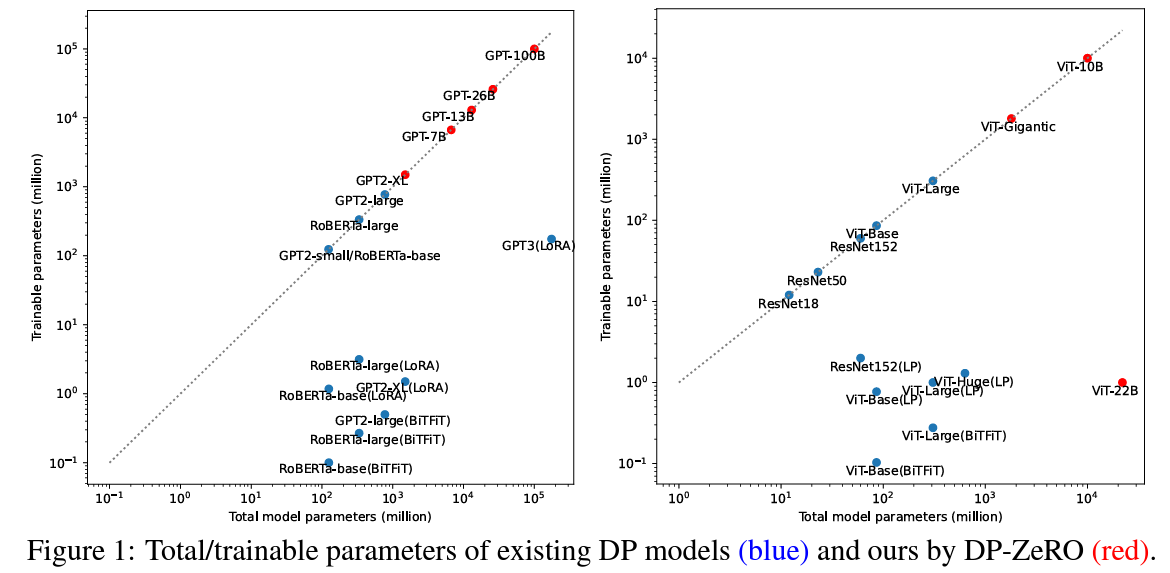 10^5
10^4
10^3
10^2
10^1
10^0
10^−1
Trainable parameters (million)
GPT-100B
GPT-26B
GPT-13B
GPT-7B
GPT2-XL
GPT2-large
RoBERTa-large
GPT3(LoRA)
GPT2-small/RoBERTa-base
RoBERTa-large(LoRA)
GPT2-XL(LoRA)
RoBERTa-base(LoRA)
GPT2-large(BiTFiT)
RoBERTa-large(BiTFiT)
RoBERTa-base(BiTFiT)
10^−1 10^0 10^1 10^2 10^3 10^4 10^5
Total model parameters (million)
10^4
10^3
10^2
10^1
10^0
10^−1
Trainable parameters (million)
ViT-10B
ViT-Gigantic
ViT-Large
ViT-Base
ResNet152
ResNet50
ResNet18
ResNet152(LP)
ViT-Huge(LP)
ViT-Large(LP)
ViT-22B
ViT-Base(LP)
ViT-Large(BiTFiT)
ViT-Base(BiTFiT)
10^0 10^1 10^2 10^3 10^4
Total model parameters (million)
Figure 1: Total/trainable parameters of existing DP models (blue) and ours by DP-ZeRO (red).